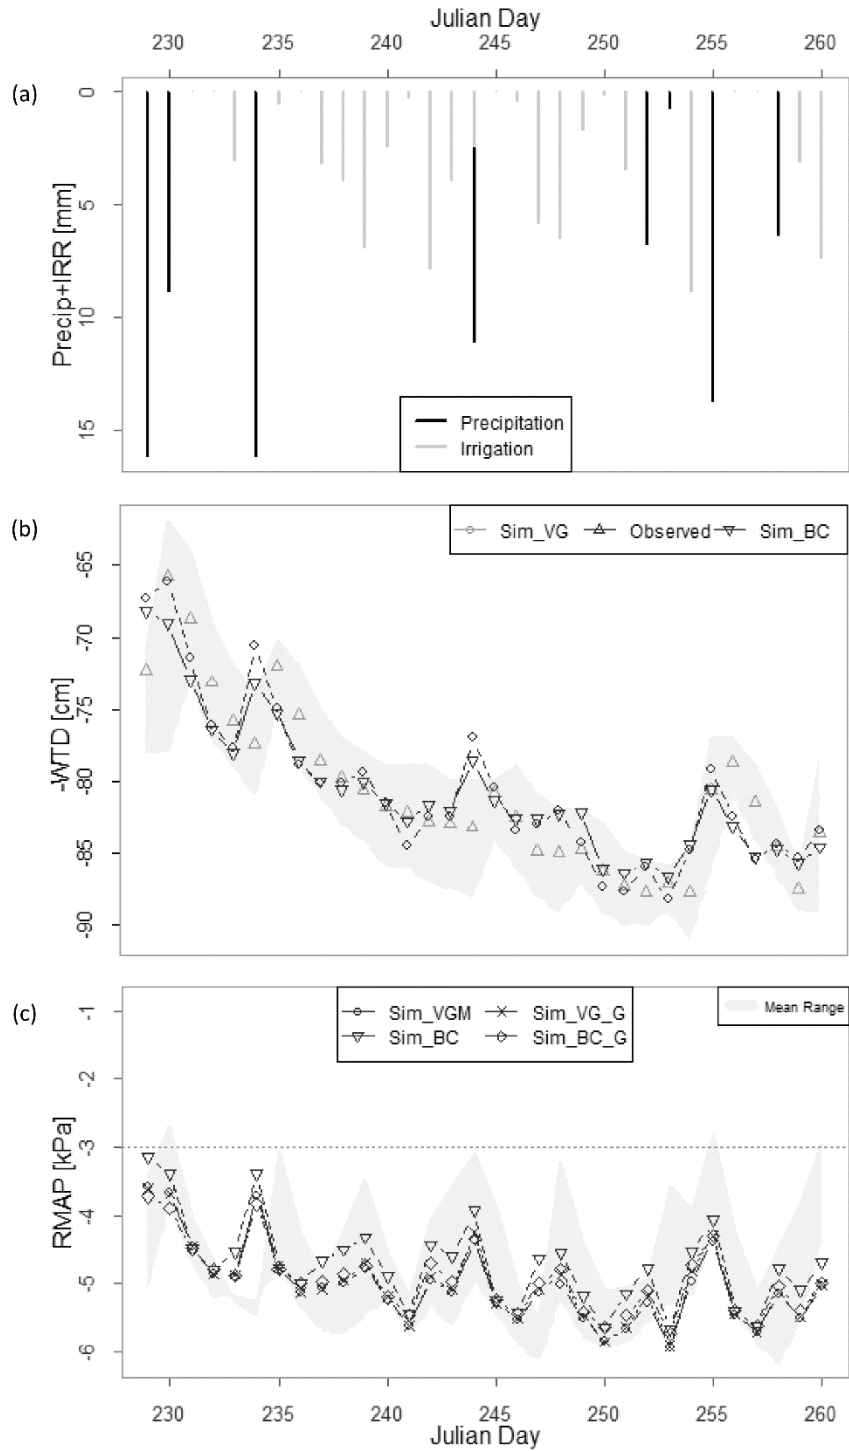 Julian Day
230 235 240 245 250 255 260
(a)
0
5
10
15
Precip+IRR [mm]
Precipitation
Irrigation
(b)
Sim_VG Observed Sim_BC
-65
-70
-75
-80
-85
-90
-WTD [cm]
(c)
Sim_VGM Sim_VG_G
Sim_BC Sim_BC_G
Mean Range
-1
-2
-3
-4
-5
-6
RMAP [kPa]
230 235 240 245 250 255 260
Julian Day